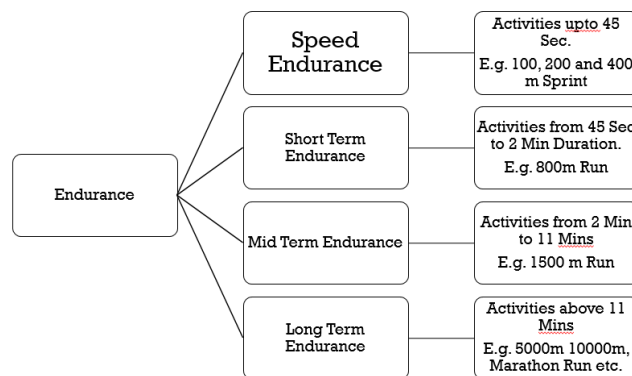 Endurance
Speed
Endurance
Activities upto 45
Sec.
E.g. 100, 200 and 400
m Sprint
Short Term
Endurance
Activities from 45 Sec
to 2 Min Duration.
E.g. 800m Run
Mid Term Endurance
Activities from 2 Min
to 11 Mins
E.g. 1500 m Run
Long Term
Endurance
Activities above 11
Mins
E.g. 5000m 10000m,
Marathon Run etc.